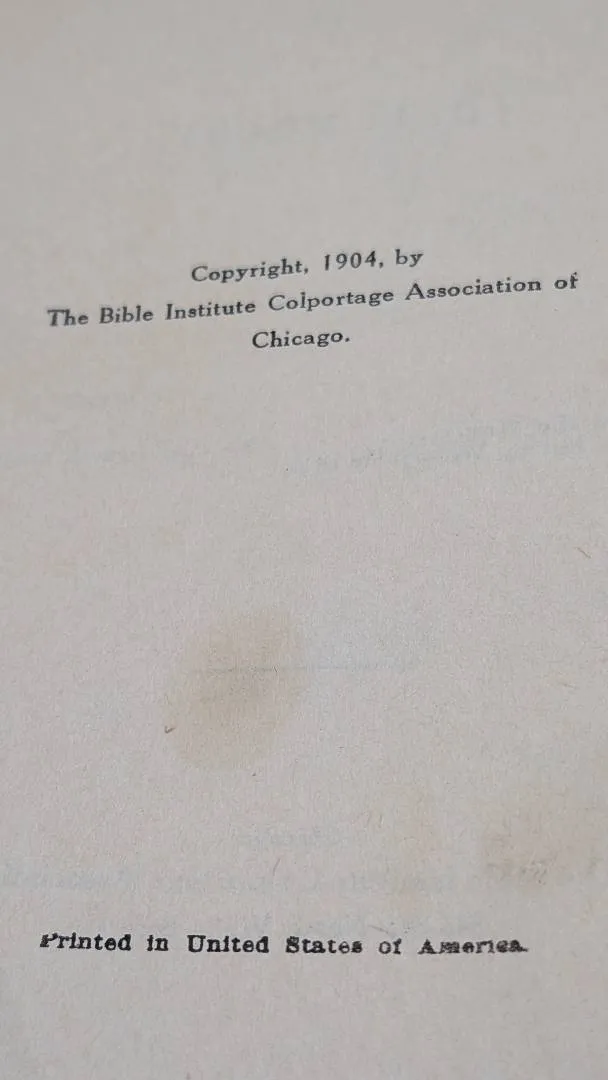 Copyright, 1904, by
The Bible Institute Colportage Association of
Chicago.
Printed in United States of America.